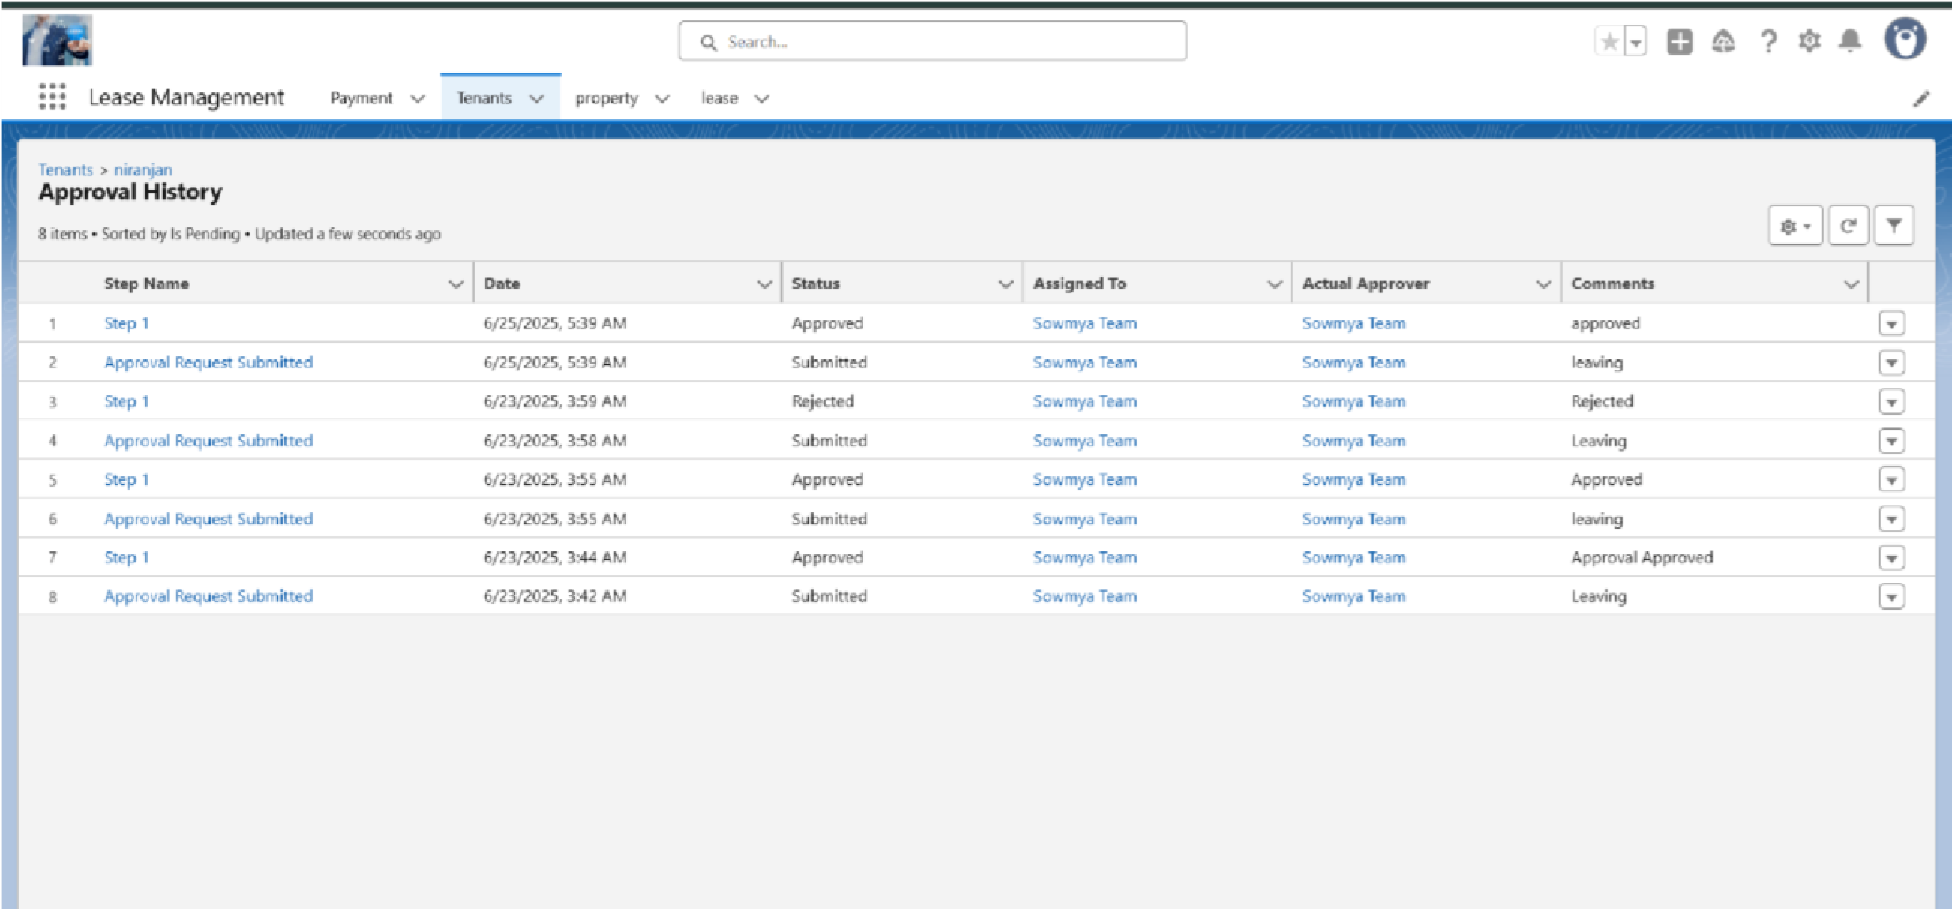 Search...
Lease Management Payment Tenants property lease
Tenants > niranjan
Approval History
8 items • Sorted by Is Pending • Updated a few seconds ago
Step Name Date Status Assigned To Actual Approver Comments
1 Step 1 6/25/2025, 5:39 AM Approved Sowmya Team Sowmya Team approved
2 Approval Request Submitted 6/25/2025, 5:39 AM Submitted Sowmya Team Sowmya Team leaving
3 Step 1 6/23/2025, 3:59 AM Rejected Sowmya Team Sowmya Team Rejected
4 Approval Request Submitted 6/23/2025, 3:58 AM Submitted Sowmya Team Sowmya Team Leaving
5 Step 1 6/23/2025, 3:55 AM Approved Sowmya Team Sowmya Team Approved
6 Approval Request Submitted 6/23/2025, 3:55 AM Submitted Sowmya Team Sowmya Team leaving
7 Step 1 6/23/2025, 3:44 AM Approved Sowmya Team Sowmya Team Approval Approved
8 Approval Request Submitted 6/23/2025, 3:42 AM Submitted Sowmya Team Sowmya Team Leaving